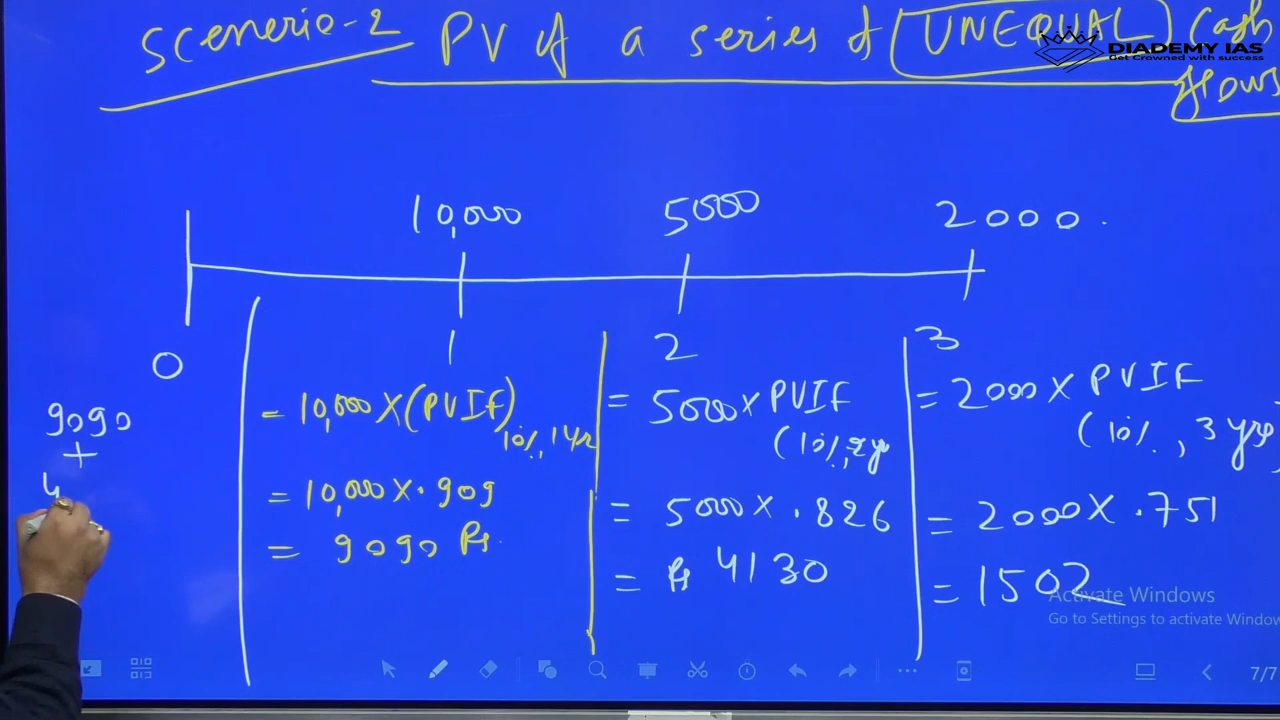 Scenerio-2 PV of a series of UNEQUAL Cash
flows
DIADEMY IAS
Get Crowned with success
10,000 5000 2000.
0 1 2 3
= 10,000 X (PVIF) 10%, 1 yr
= 10,000 X .909
= 9090 Rs.
= 5000 X PVIF
(10%, 2 yr
= 5000 X .826
= Rs 4130
= 2000 X PVIF
(10%, 3 yrs
= 2000 X .751
= 1502
9090
+
4
Activate Windows
Go to Settings to activate Window
7/7